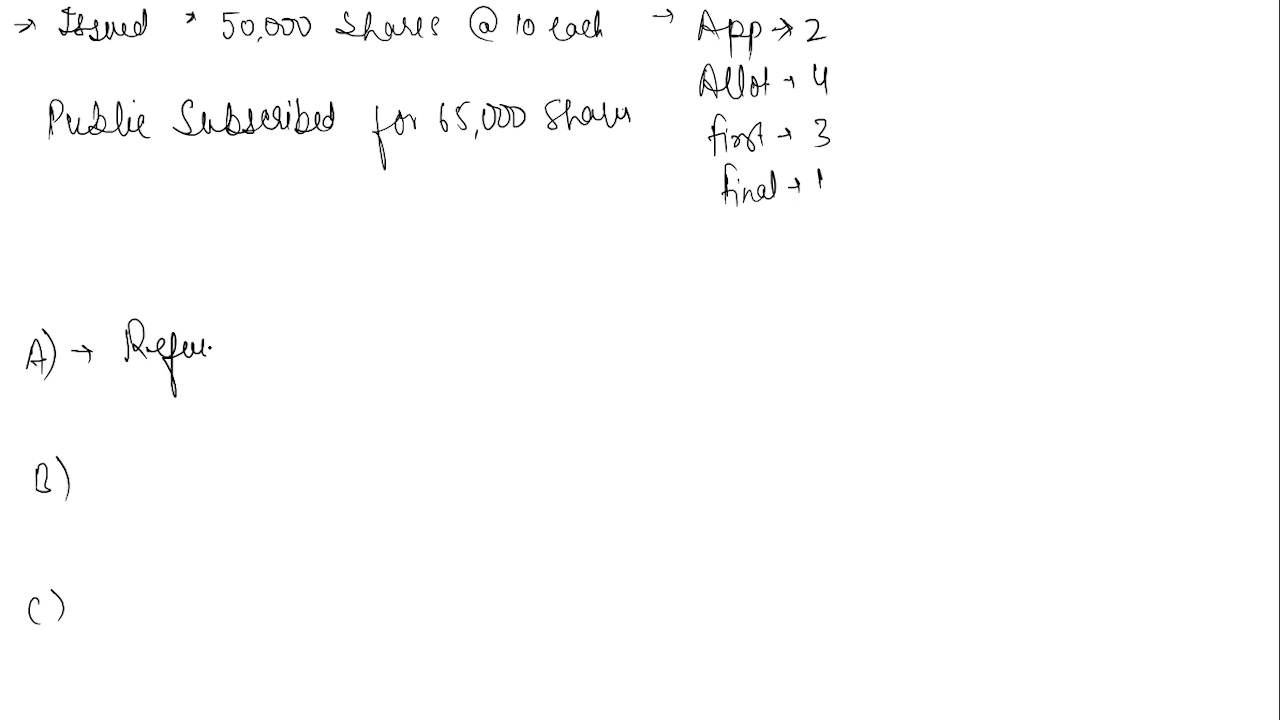 → Issued * 50,000 Shares @ 10 each → App → 2
Allot → 4
Public Subscribed for 65,000 Shares
first → 3
final → 1
A) → Refu.
B)
C)